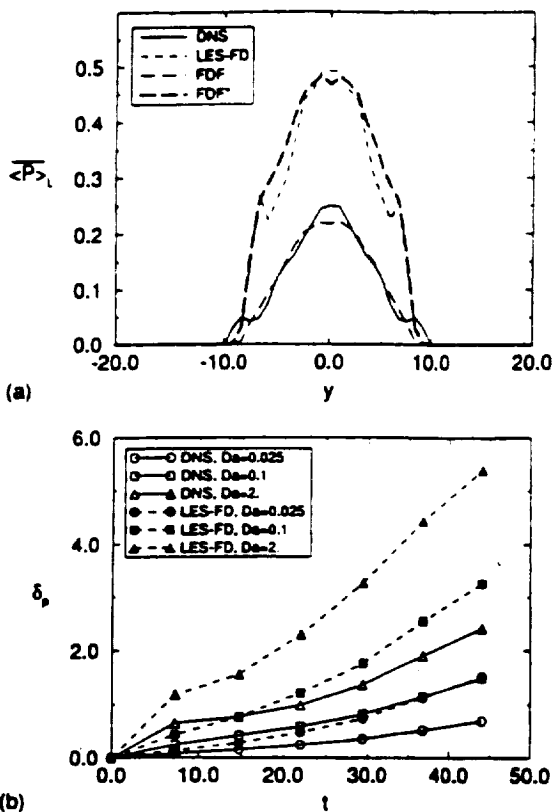 DNS
LES-FD
FDF
FDF*
0.5
0.4
0.3
<P>L
0.2
0.1
0.0
-20.0 -10.0 0.0 10.0 20.0
(a)
y
6.0
DNS, Da=0.025
DNS, Da=0.1
DNS, Da=2.
LES-FD, Da=0.025
LES-FD, Da=0.1
LES-FD, Da=2
4.0
δp
2.0
0.0
0.0 10.0 20.0 30.0 40.0 50.0
(b)
t